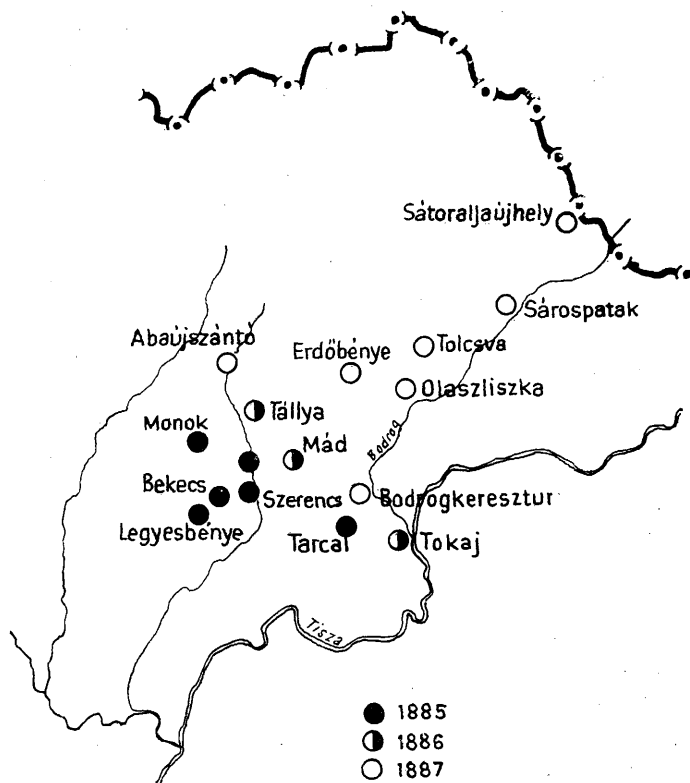 Sátoraljaújhely
Sárospatak
Abaújszántó
Erdőbénye
Tolcsva
Olaszliszka
Tállya
Monok
Mád
Bodrog
Bekecs
Szerencs
Bodrogkeresztur
Legyesbénye
Tarcal
Tokaj
Tisza
1885
1886
1887